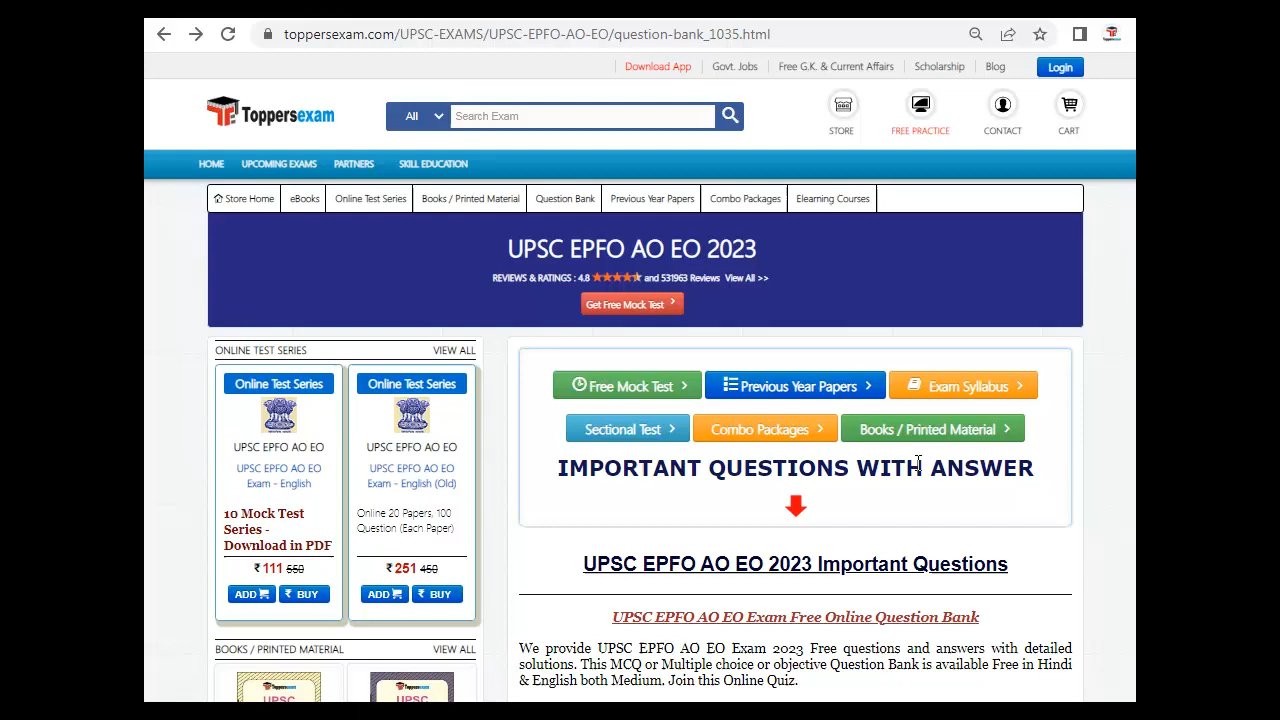 toppersexam.com/UPSC-EXAMS/UPSC-EPFO-AO-EO/question-bank_1035.html
Download App Govt. Jobs Free G.K. & Current Affairs Scholarship Blog Login
Toppersexam All Search Exam
STORE FREE PRACTICE CONTACT CART
HOME UPCOMING EXAMS PARTNERS SKILL EDUCATION
Store Home eBooks Online Test Series Books / Printed Material Question Bank Previous Year Papers Combo Packages Elearning Courses
UPSC EPFO AO EO 2023
REVIEWS & RATINGS : 4.8 and 531963 Reviews View All >>
Get Free Mock Test
ONLINE TEST SERIES VIEW ALL
Online Test Series
UPSC EPFO AO EO
UPSC EPFO AO EO
Exam - English
10 Mock Test
Series -
Download in PDF
₹ 111 550
ADD ₹ BUY
Online Test Series
UPSC EPFO AO EO
UPSC EPFO AO EO
Exam - English (Old)
Online 20 Papers, 100
Question (Each Paper)
₹ 251 450
ADD ₹ BUY
BOOKS / PRINTED MATERIAL VIEW ALL
Toppersexam
UPSC
Toppersexam
UPSC
Free Mock Test Previous Year Papers Exam Syllabus
Sectional Test Combo Packages Books / Printed Material
IMPORTANT QUESTIONS WITH ANSWER
UPSC EPFO AO EO 2023 Important Questions
UPSC EPFO AO EO Exam Free Online Question Bank
We provide UPSC EPFO AO EO Exam 2023 Free questions and answers with detailed
solutions. This MCQ or Multiple choice or objective Question Bank is available Free in Hindi
& English both Medium. Join this Online Quiz.